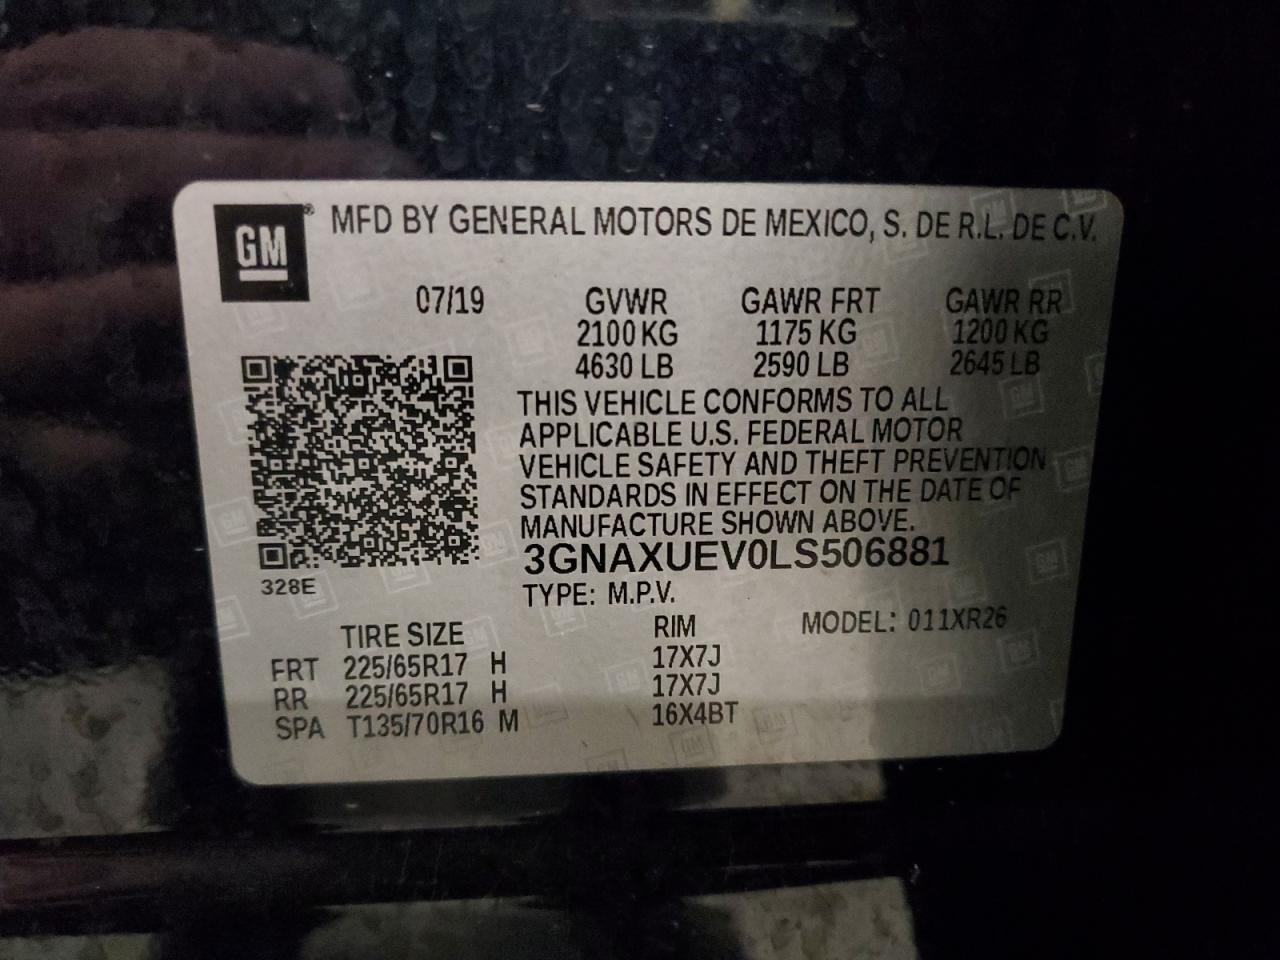 GM ® MFD BY GENERAL MOTORS DE MEXICO, S. DE R.L. DE C.V.
07/19 GVWR GAWR FRT GAWR RR
2100 KG 1175 KG 1200 KG
4630 LB 2590 LB 2645 LB
THIS VEHICLE CONFORMS TO ALL
APPLICABLE U.S. FEDERAL MOTOR
VEHICLE SAFETY AND THEFT PREVENTION
STANDARDS IN EFFECT ON THE DATE OF
MANUFACTURE SHOWN ABOVE.
3GNAXUEV0LS506881
328E
TYPE: M.P.V.
TIRE SIZE RIM MODEL: 011XR26
FRT 225/65R17 H 17X7J
RR 225/65R17 H 17X7J
SPA T135/70R16 M 16X4BT